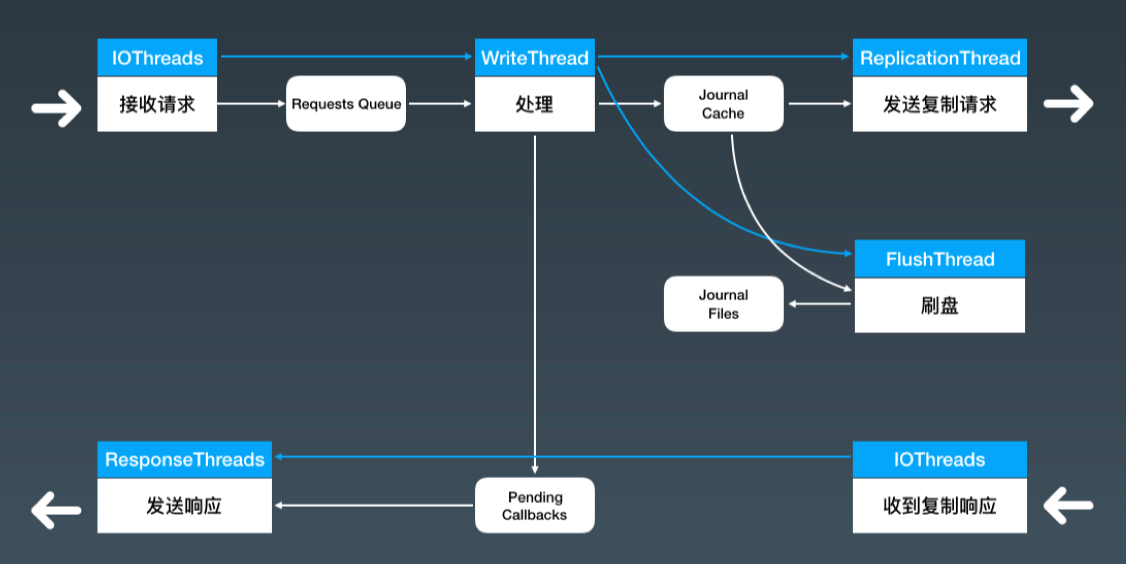 IOThreads
接收请求
Requests Queue
WriteThread
处理
Journal
Cache
ReplicationThread
发送复制请求
FlushThread
刷盘
Journal
Files
ResponseThreads
发送响应
Pending
Callbacks
IOThreads
收到复制响应